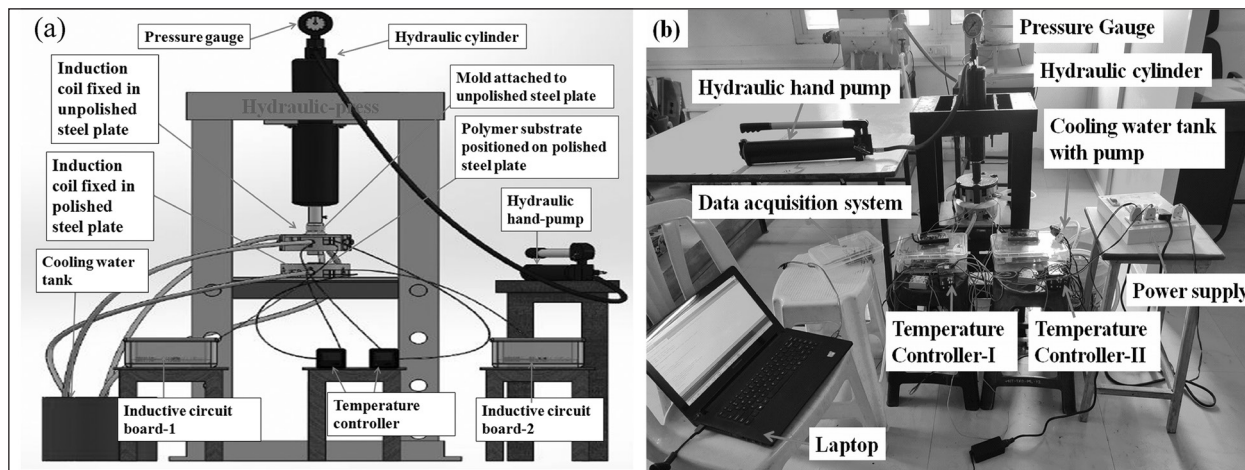 (a)
Pressure gauge
Hydraulic cylinder
Induction
coil fixed in
unpolished
steel plate
Mold attached to
unpolished steel plate
Hydraulic-press
Polymer substrate
positioned on polished
steel plate
Induction
coil fixed in
polished
steel plate
Hydraulic
hand-pump
Cooling water
tank
Inductive circuit
board-1
Temperature
controller
Inductive circuit
board-2
(b)
Pressure Gauge
Hydraulic cylinder
Hydraulic hand pump
Cooling water tank
with pump
Data acquisition system
Power supply
Temperature
Controller-I
Temperature
Controller-II
Laptop